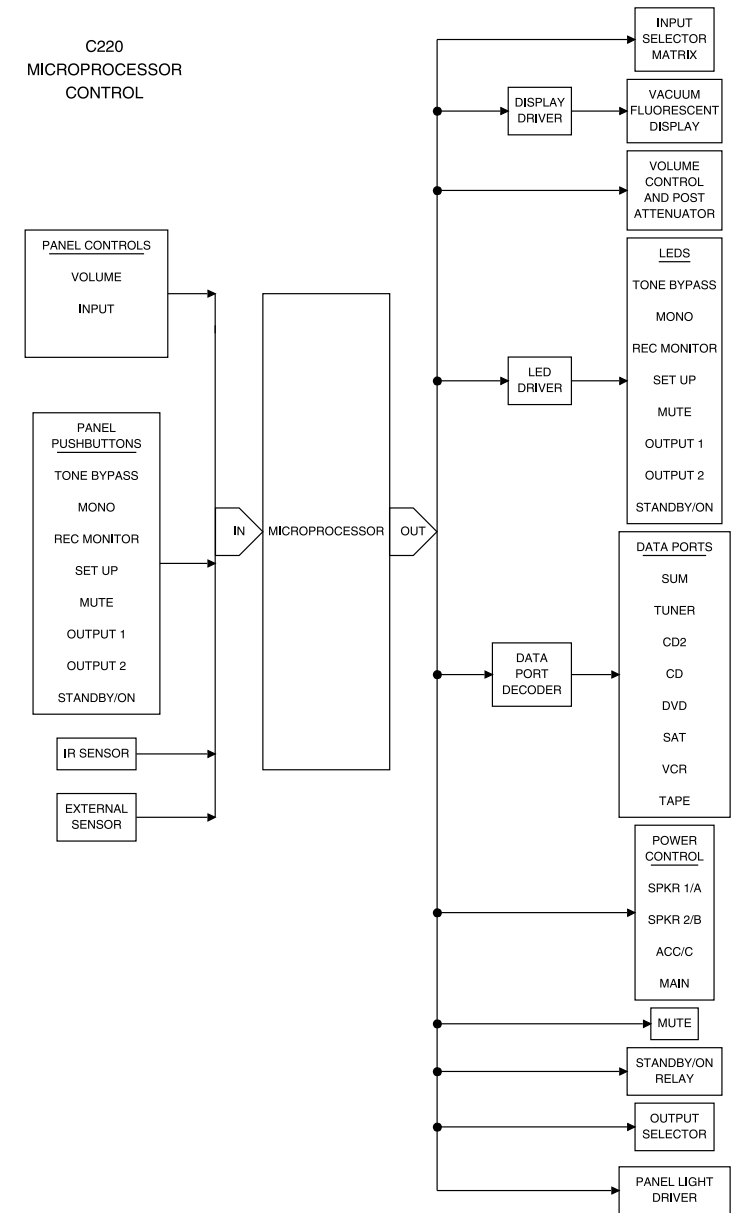 C220
MICROPROCESSOR
CONTROL
PANEL CONTROLS
VOLUME
INPUT
PANEL
PUSHBUTTONS
TONE BYPASS
MONO
REC MONITOR
SET UP
MUTE
OUTPUT 1
OUTPUT 2
STANDBY/ON
IR SENSOR
EXTERNAL
SENSOR
IN
MICROPROCESSOR
OUT
INPUT
SELECTOR
MATRIX
DISPLAY
DRIVER
VACUUM
FLUORESCENT
DISPLAY
VOLUME
CONTROL
AND POST
ATTENUATOR
LED
DRIVER
LEDS
TONE BYPASS
MONO
REC MONITOR
SET UP
MUTE
OUTPUT 1
OUTPUT 2
STANDBY/ON
DATA
PORT
DECODER
DATA PORTS
SUM
TUNER
CD2
CD
DVD
SAT
VCR
TAPE
POWER
CONTROL
SPKR 1/A
SPKR 2/B
ACC/C
MAIN
MUTE
STANDBY/ON
RELAY
OUTPUT
SELECTOR
PANEL LIGHT
DRIVER